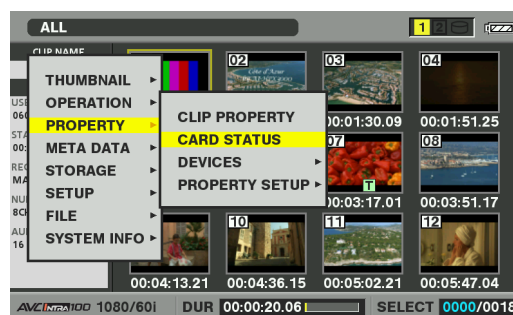 ALL
1 2
CLIP NAME
THUMBNAIL
OPERATION
PROPERTY
META DATA
STORAGE
SETUP
FILE
SYSTEM INFO
CLIP PROPERTY
CARD STATUS
DEVICES
PROPERTY SETUP
02
Côte d'Azur
03
04
00:01:30.09
00:01:51.25
07
T
08
00:03:17.01
00:03:51.17
10
11
12
00:04:13.21
00:04:36.15
00:05:02.21
00:05:47.04
AVC INTRA 100 1080/60i
DUR 00:00:20.06
SELECT 0000/0018